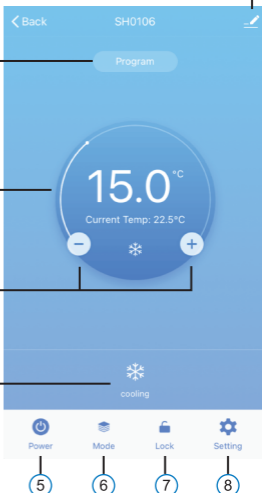 Back SH0106
Program
15.0 °C
Current Temp: 22.5°C
− +
cooling
Power Mode Lock Setting
5 6 7 8